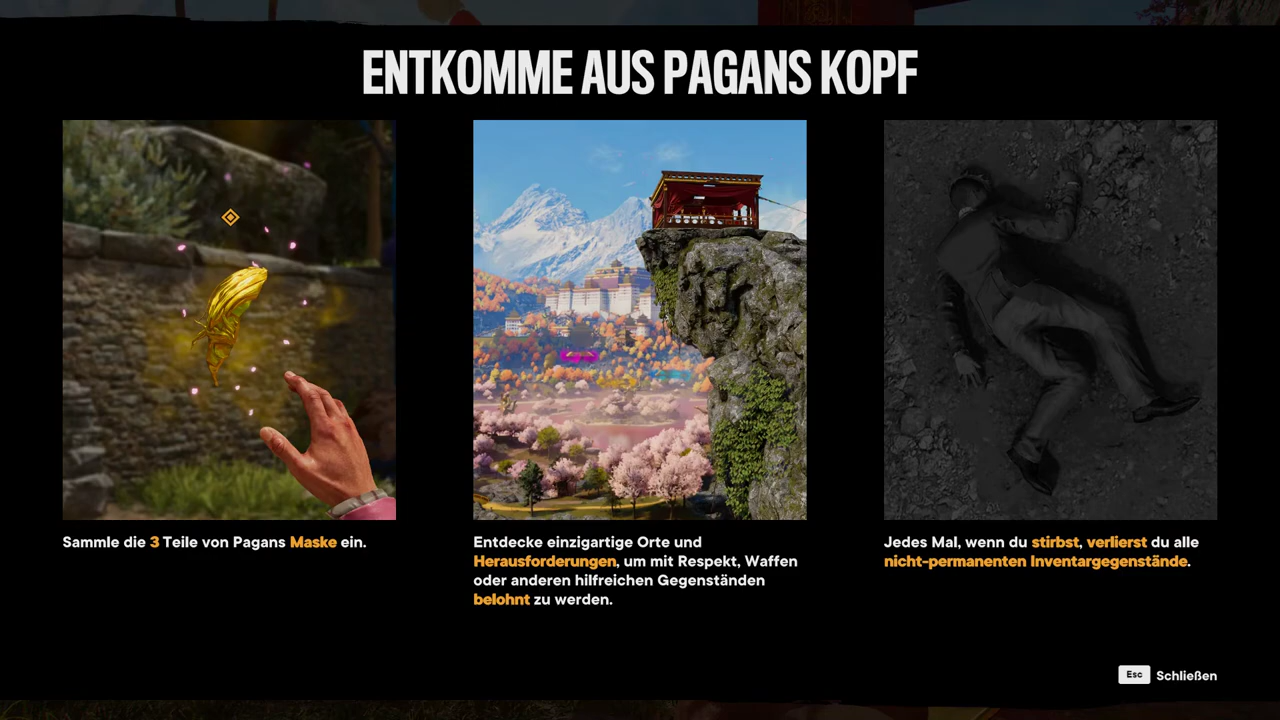 ENTKOMME AUS PAGANS KOPF
Sammle die 3 Teile von Pagans Maske ein.
Entdecke einzigartige Orte und
Herausforderungen, um mit Respekt, Waffen
oder anderen hilfreichen Gegenständen
belohnt zu werden.
Jedes Mal, wenn du stirbst, verlierst du alle
nicht-permanenten Inventargegenstände.
Esc Schließen